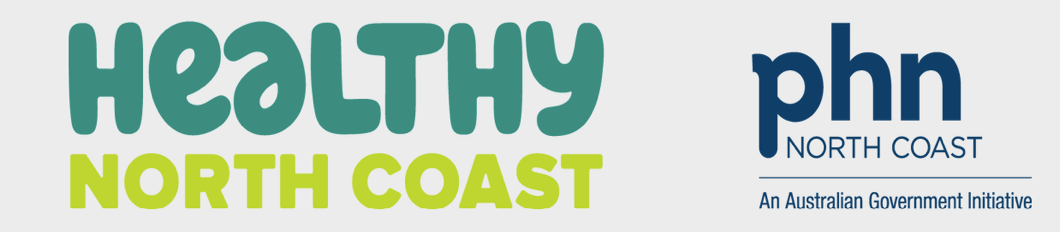 HeaLTHY
NORTH COAST
phn
NORTH COAST
An Australian Government Initiative